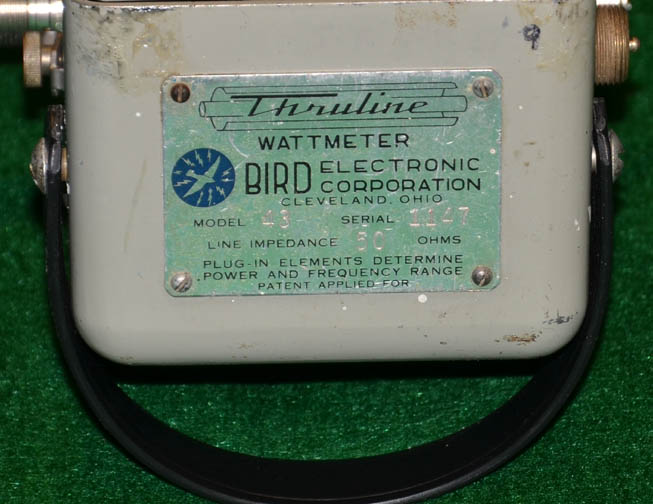 Thruline
WATTMETER
BIRD ELECTRONIC
CORPORATION
CLEVELAND, OHIO
MODEL 43 SERIAL 1147
LINE IMPEDANCE 50 OHMS
PLUG-IN ELEMENTS DETERMINE
POWER AND FREQUENCY RANGE
PATENT APPLIED FOR